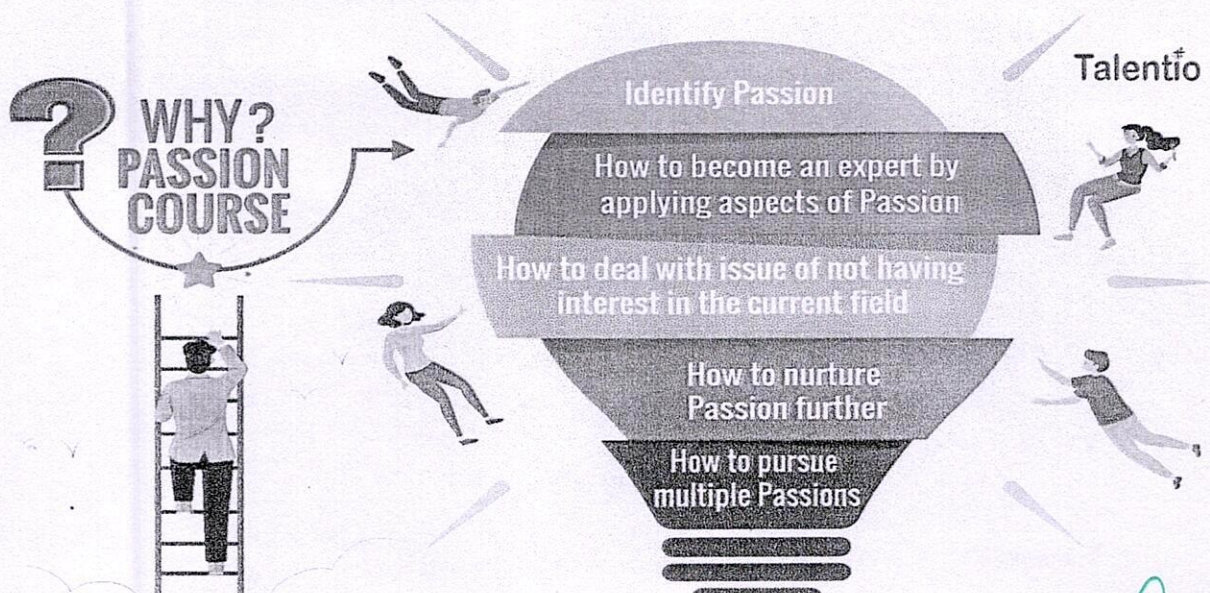 ?
WHY?
PASSION
COURSE
Talentio
Identify Passion
How to become an expert by
applying aspects of Passion
How to deal with issue of not having
interest in the current field
How to nurture
Passion further
How to pursue
multiple Passions